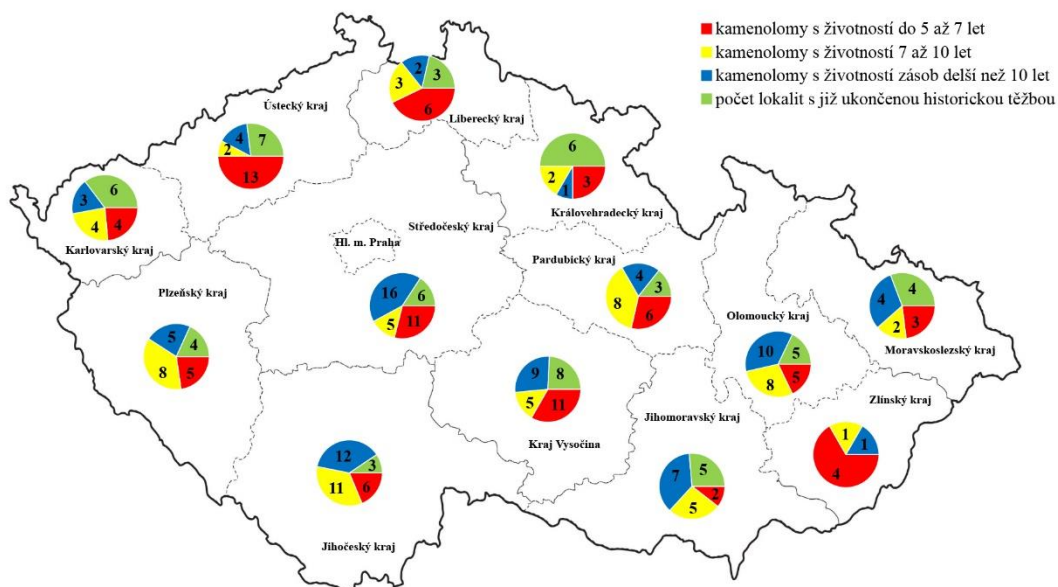 kamenolomy s životností do 5 až 7 let
kamenolomy s životností 7 až 10 let
kamenolomy s životností zásob delší než 10 let
počet lokalit s již ukončenou historickou těžbou
2
3
3
6
Liberecký kraj
Ústecký kraj
4
7
2
13
6
2
3
1
Královehradecký kraj
3
6
4
4
Karlovarský kraj
Středočeský kraj
Hl. m. Praha
16
6
5
11
Pardubický kraj
4
3
8
6
Plzeňský kraj
5
4
8
5
Olomoucký kraj
10
5
8
5
4
4
2
3
Moravskoslezský kraj
9
8
5
11
Kraj Vysočina
Jihomoravský kraj
7
5
2
5
Zlínský kraj
1
1
4
12
3
11
6
Jihočeský kraj